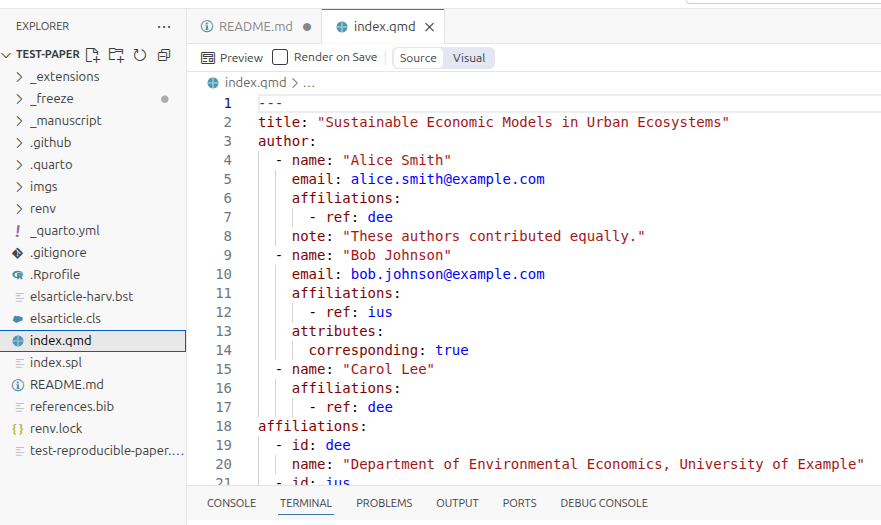 EXPLORER
TEST-PAPER
_extensions
_freeze
_manuscript
.github
.quarto
imgs
renv
_quarto.yml
.gitignore
.Rprofile
elsarticle-harv.bst
elsarticle.cls
index.qmd
index.spl
README.md
references.bib
renv.lock
test-reproducible-paper....
README.md
index.qmd
Preview
Render on Save
Source
Visual
index.qmd > ...
1 ---
2 title: "Sustainable Economic Models in Urban Ecosystems"
3 author:
4 - name: "Alice Smith"
5 email: alice.smith@example.com
6 affiliations:
7 - ref: dee
8 note: "These authors contributed equally."
9 - name: "Bob Johnson"
10 email: bob.johnson@example.com
11 affiliations:
12 - ref: ius
13 attributes:
14 corresponding: true
15 - name: "Carol Lee"
16 affiliations:
17 - ref: dee
18 affiliations:
19 - id: dee
20 name: "Department of Environmental Economics, University of Example"
21 - id: ius
CONSOLE
TERMINAL
PROBLEMS
OUTPUT
PORTS
DEBUG CONSOLE